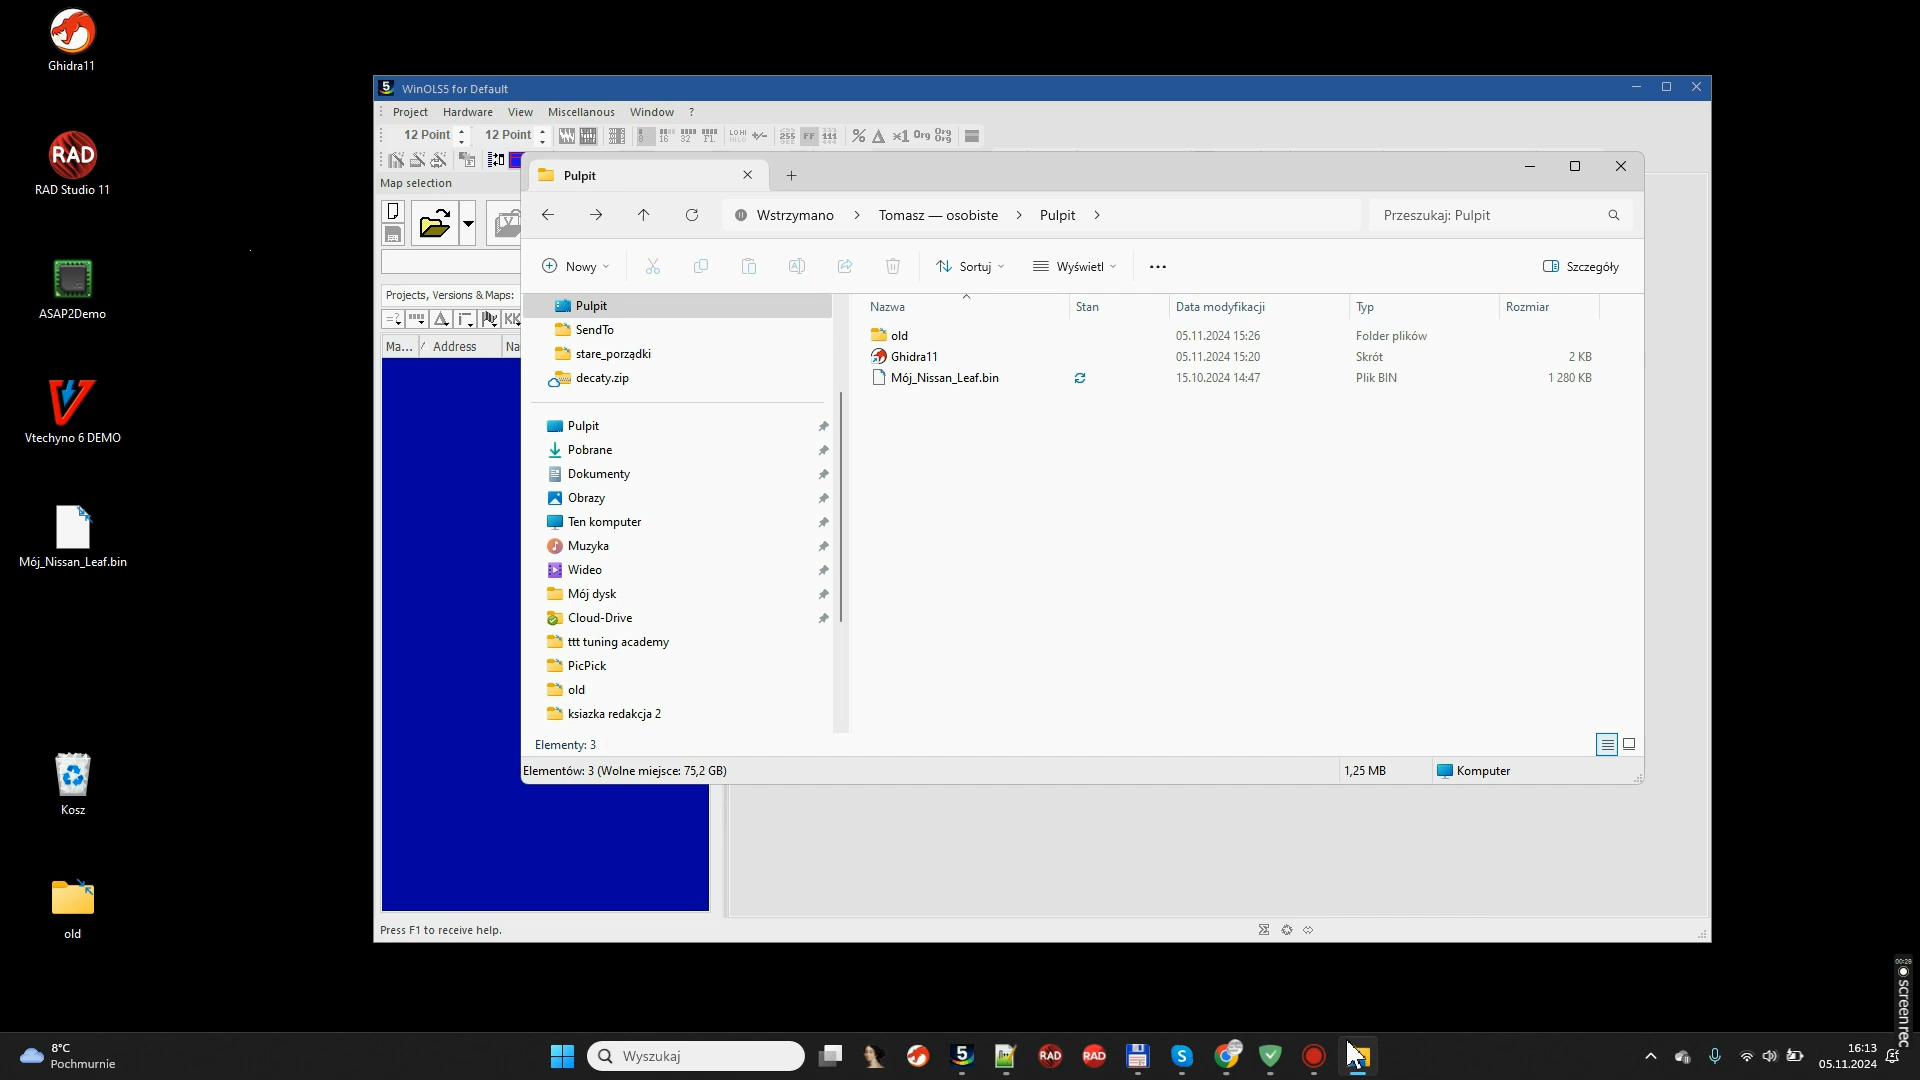 Ghidra11
RAD
RAD Studio 11
ASAP2Demo
Vtechyno 6 DEMO
Mój_Nissan_Leaf.bin
Kosz
old
WinOLS5 for Default
Project Hardware View Miscellanous Window ?
12 Point 12 Point
Map selection
Projects, Versions & Maps:
Ma... Address Na
Press F1 to receive help.
Pulpit
Wstrzymano Tomasz — osobiste Pulpit
Przeszukaj: Pulpit
Nowy Sortuj Wyświetl Szczegóły
Pulpit
SendTo
stare_porządki
decaty.zip
Pulpit
Pobrane
Dokumenty
Obrazy
Ten komputer
Muzyka
Wideo
Mój dysk
Cloud-Drive
ttt tuning academy
PicPick
old
ksiazka redakcja 2
Nazwa Stan Data modyfikacji Typ Rozmiar
old 05.11.2024 15:26 Folder plików
Ghidra11 05.11.2024 15:20 Skrót 2 KB
Mój_Nissan_Leaf.bin 15.10.2024 14:47 Plik BIN 1 280 KB
Elementy: 3
Elementów: 3 (Wolne miejsce: 75,2 GB) 1,25 MB Komputer
00:28
screenrec
8°C
Pochmurnie
Wyszukaj
RAD RAD
16:13
05.11.2024